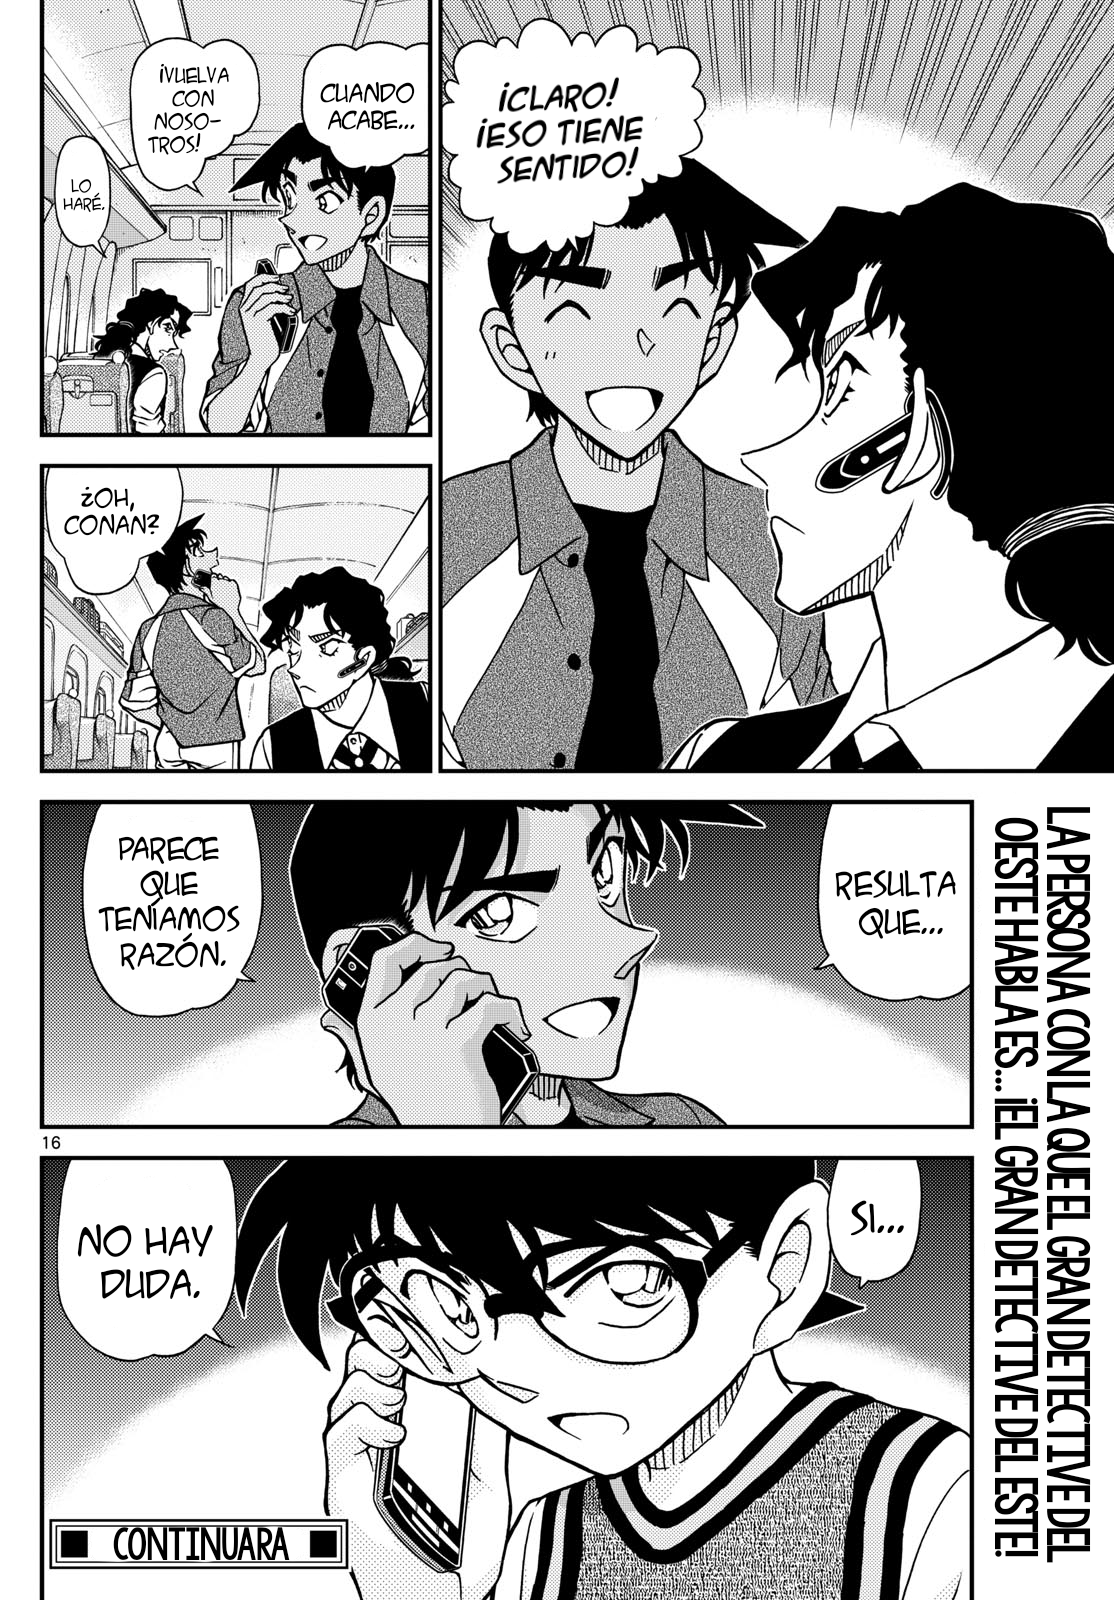 ¡CLARO!
¡ESO TIENE
SENTIDO!
CUANDO
ACABE...
¡VUELVA
CON
NOSO-
TROS!
LO
HARÉ.
¿OH,
CONAN?
RESULTA
QUE...
PARECE
QUE
TENÍAMOS
RAZÓN.
16
SI...
NO HAY
DUDA.
LA PERSONA CON LA QUE EL GRAN DETECTIVE DEL
OESTE HABLA ES... ¡EL GRAN DETECTIVE DEL ESTE!
CONTINUARA